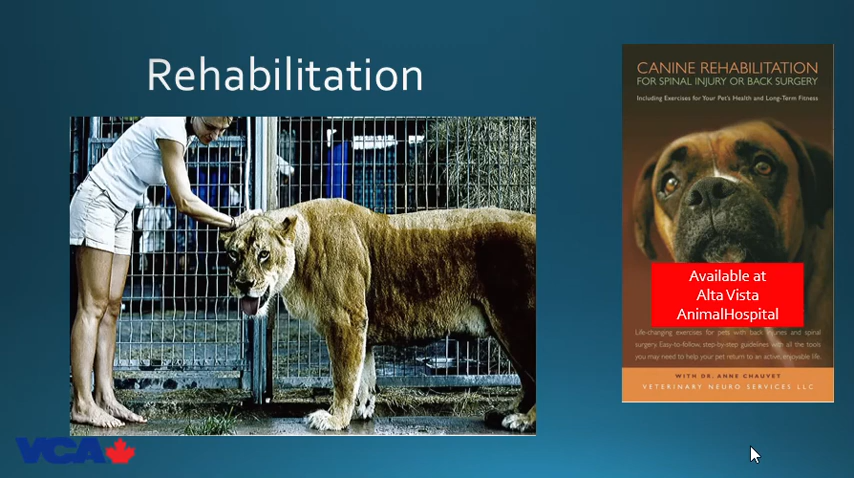 Rehabilitation
CANINE REHABILITATION
FOR SPINAL INJURY OR BACK SURGERY
Including Exercises for Your Pet's Health and Long-Term Fitness
Available at
Alta Vista
AnimalHospital
Life-changing exercises for pets with back injuries and spinal
surgery. Easy-to-follow, step-by-step guidelines with all the tools
you may need to help your pet return to an active, enjoyable life.
WITH DR. ANNE CHAUVET
VETERINARY NEURO SERVICES LLC
VCA